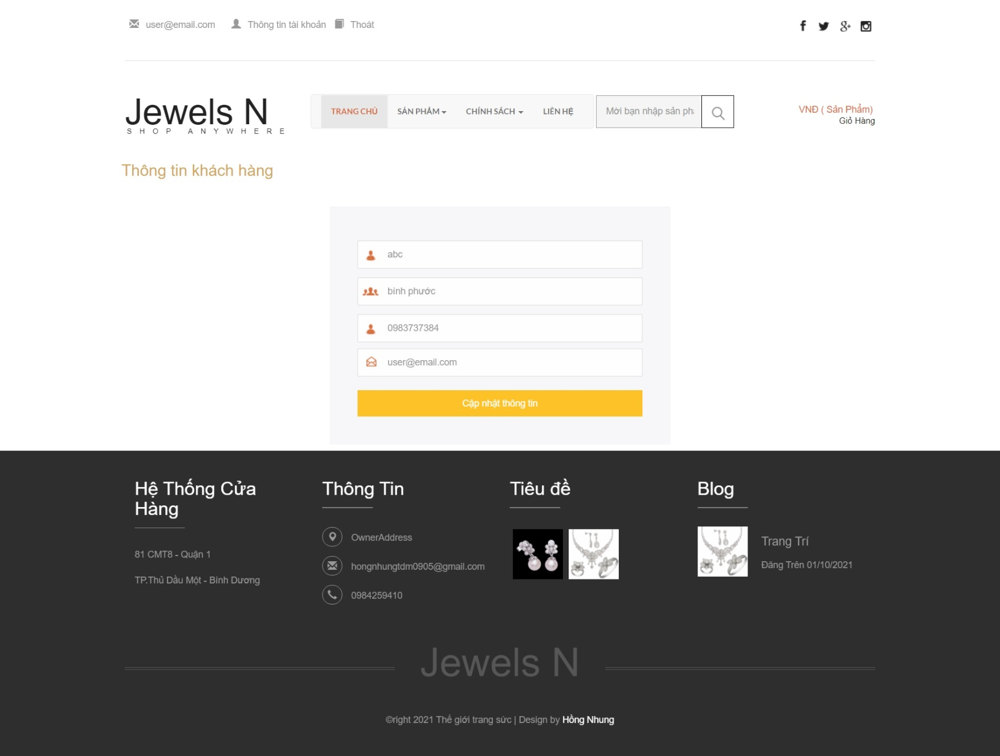 user@email.com Thông tin tài khoản Thoát
Jewels N
SHOP ANYWHERE
TRANG CHỦ SẢN PHẨM CHÍNH SÁCH LIÊN HỆ
Mời bạn nhập sản phẩ
VNĐ ( Sản Phẩm)
Giỏ Hàng
Thông tin khách hàng
abc
bình phước
0983737384
user@email.com
Cập nhật thông tin
Hệ Thống Cửa
Hàng
81 CMT8 - Quận 1
TP.Thủ Dầu Một - Bình Dương
Thông Tin
OwnerAddress
hongnhungtdm0905@gmail.com
0984259410
Tiêu đề
Blog
Trang Trí
Đăng Trên 01/10/2021
Jewels N
©right 2021 Thế giới trang sức | Design by Hồng Nhung